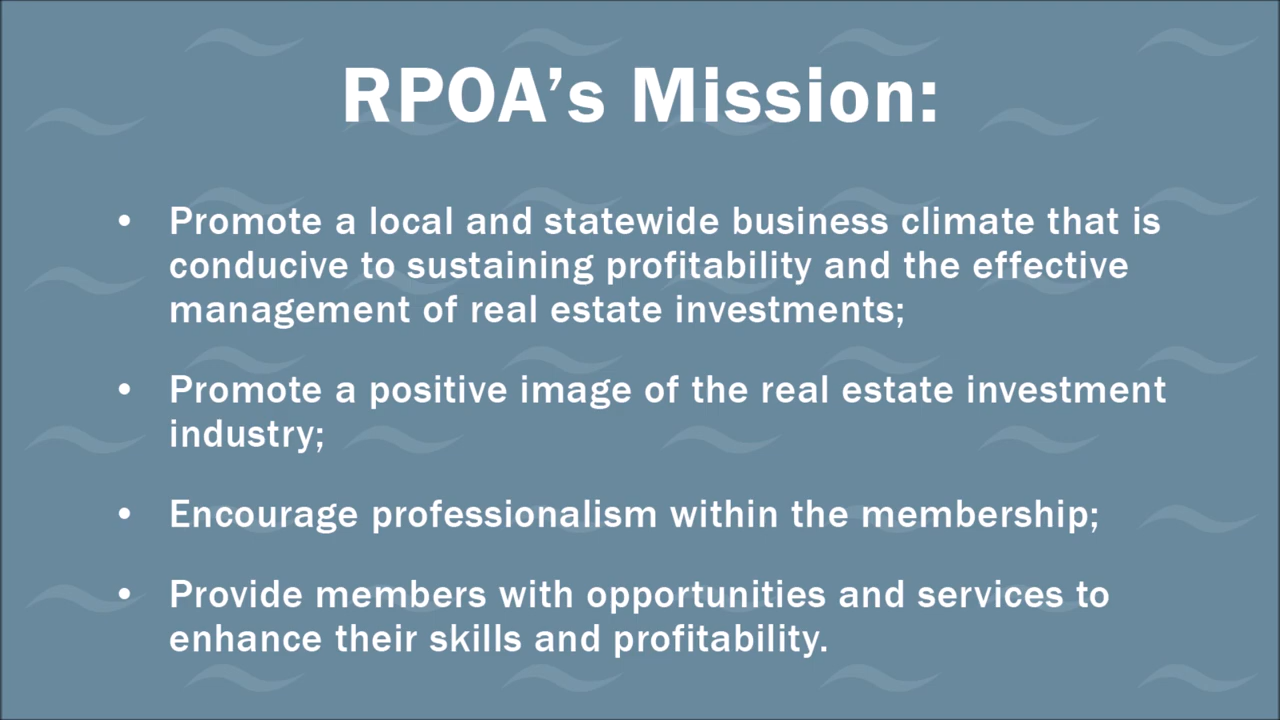 RPOA’s Mission:
• Promote a local and statewide business climate that is
conducive to sustaining profitability and the effective
management of real estate investments;
• Promote a positive image of the real estate investment
industry;
• Encourage professionalism within the membership;
• Provide members with opportunities and services to
enhance their skills and profitability.